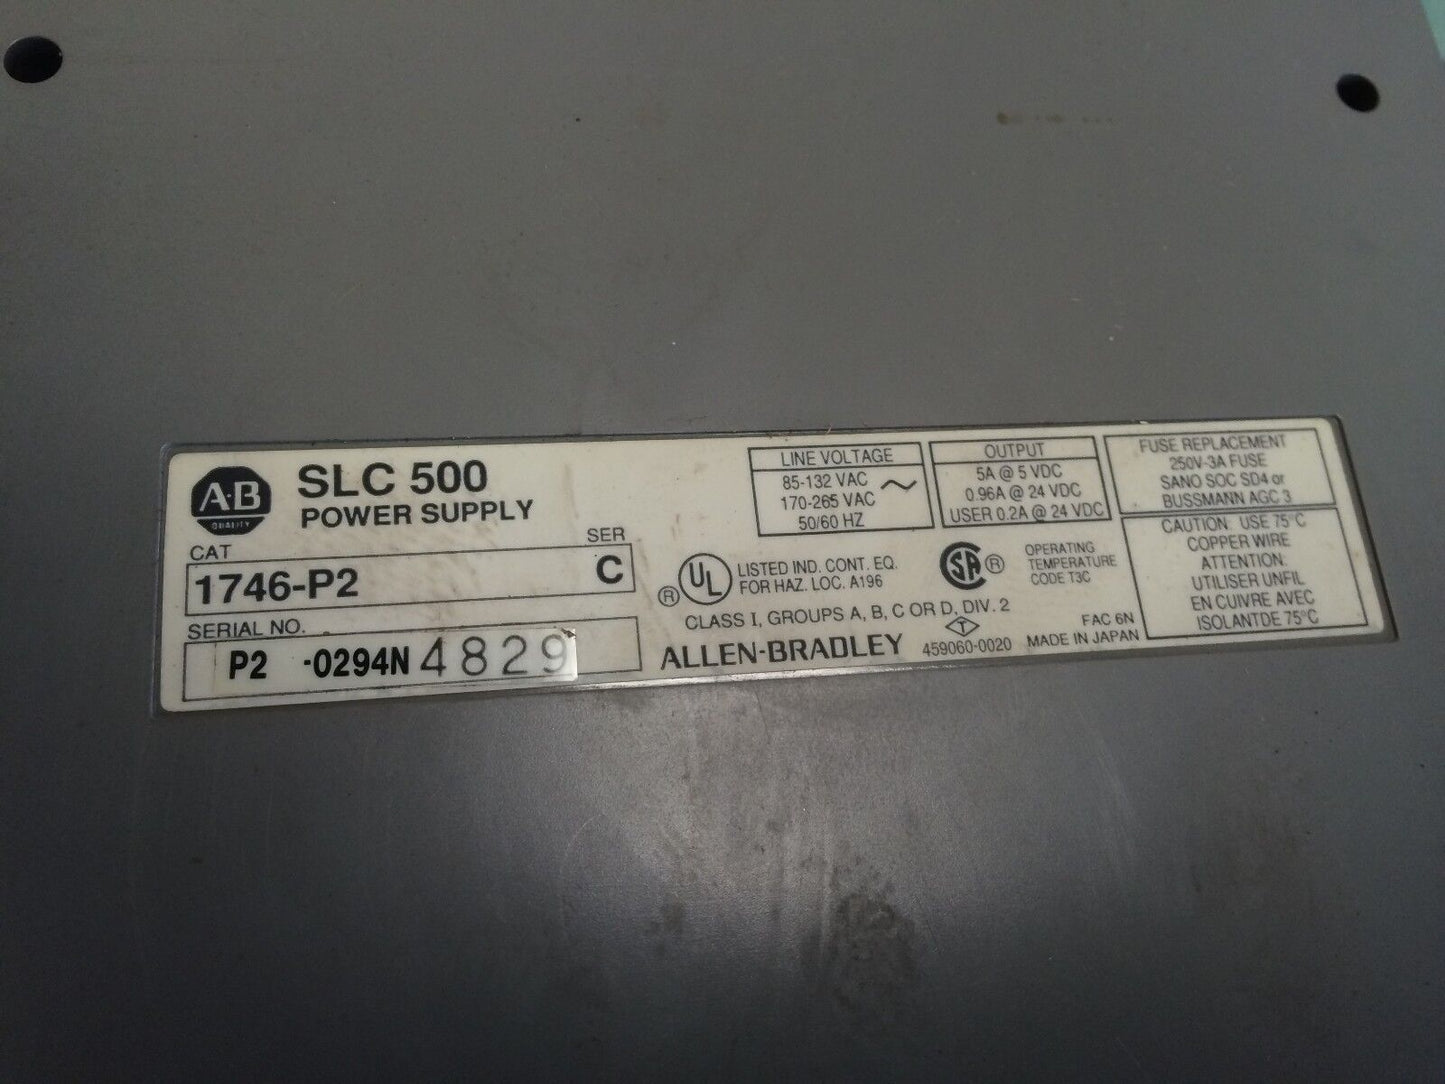 A·B
QUALITY
SLC 500
POWER SUPPLY
CAT
SER
1746-P2
C
SERIAL NO.
P2 -0294N 4829
LINE VOLTAGE
85-132 VAC
170-265 VAC
50/60 HZ
OUTPUT
5A @ 5 VDC
0.96A @ 24 VDC
USER 0.2A @ 24 VDC
FUSE REPLACEMENT
250V-3A FUSE
SANO SOC SD4 or
BUSSMANN AGC 3
® UL LISTED IND. CONT. EQ.
FOR HAZ. LOC. A196
SA ®
OPERATING
TEMPERATURE
CODE T3C
CLASS I, GROUPS A, B, C OR D, DIV. 2
T
ALLEN-BRADLEY
459060-0020
FAC 6N
MADE IN JAPAN
CAUTION: USE 75°C
COPPER WIRE
ATTENTION:
UTILISER UNFIL
EN CUIVRE AVEC
ISOLANTDE 75°C